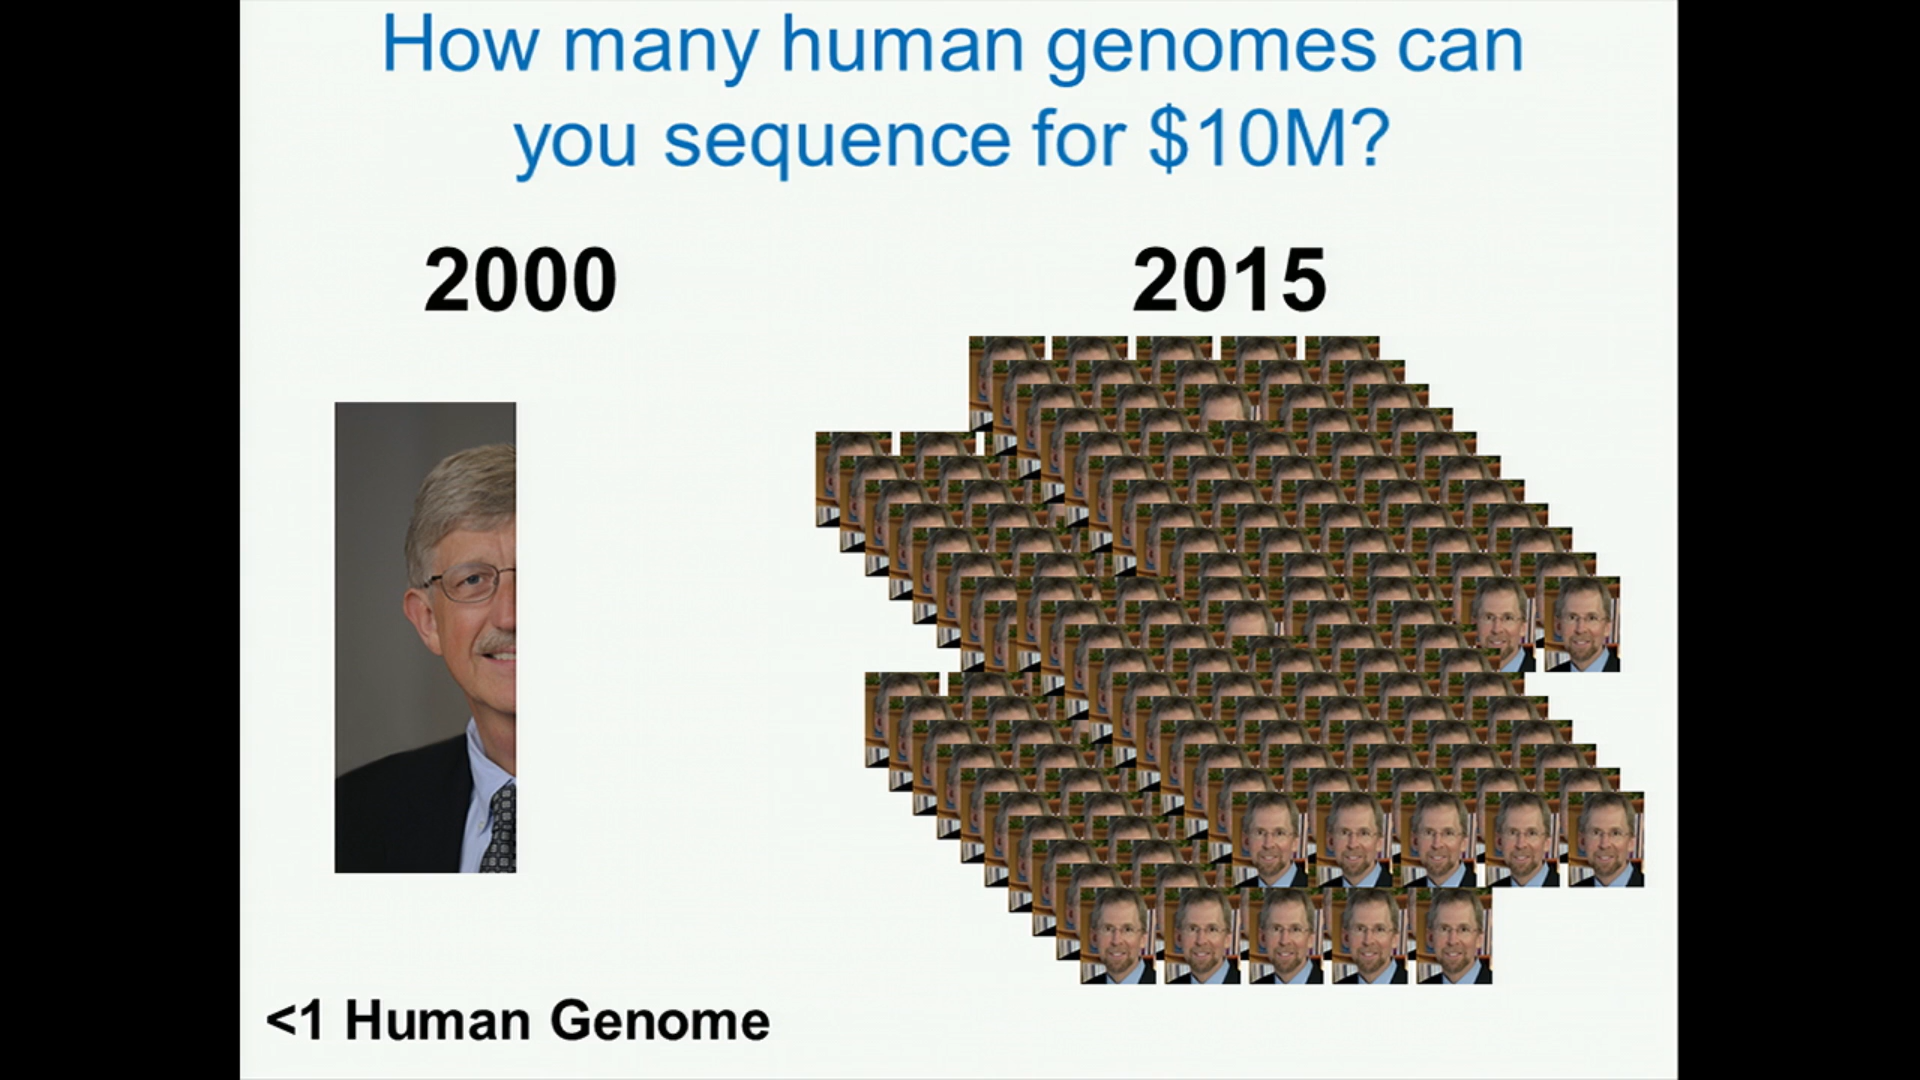 How many human genomes can
you sequence for $10M?
2000
2015
<1 Human Genome